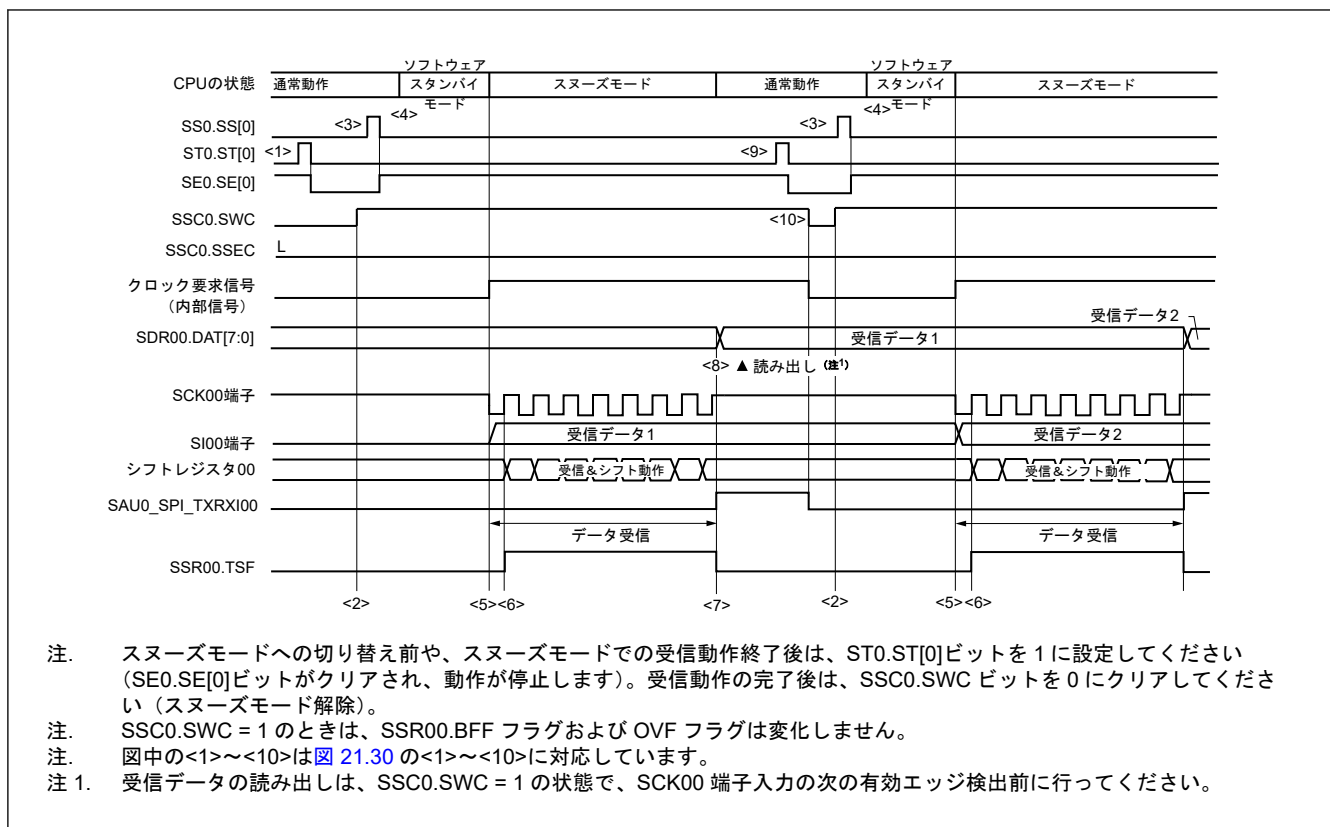 ソフトウェア ソフトウェア
CPUの状態 通常動作 スタンバイ スヌーズモード 通常動作 スタンバイ スヌーズモード
モード モード
<3> <4> <3> <4>
SS0.SS[0]
ST0.ST[0] <1> <9>
SE0.SE[0]
SSC0.SWC <10>
SSC0.SSEC L
クロック要求信号
（内部信号）
受信データ2
SDR00.DAT[7:0] 受信データ1
<8> ▲ 読み出し（注1）
SCK00端子
SI00端子 受信データ1 受信データ2
シフトレジスタ00 受信&シフト動作 受信&シフト動作
SAU0_SPI_TXRXI00
データ受信 データ受信
SSR00.TSF
<2> <5><6> <7> <2> <5><6>
注. スヌーズモードへの切り替え前や、スヌーズモードでの受信動作終了後は、ST0.ST[0]ビットを 1 に設定してください
（SE0.SE[0]ビットがクリアされ、動作が停止します）。受信動作の完了後は、SSC0.SWC ビットを 0 にクリアしてくださ
い（スヌーズモード解除）。
注. SSC0.SWC = 1 のときは、SSR00.BFF フラグおよび OVF フラグは変化しません。
注. 図中の<1>～<10>は図 21.30 の<1>～<10>に対応しています。
注 1. 受信データの読み出しは、SSC0.SWC = 1 の状態で、SCK00 端子入力の次の有効エッジ検出前に行ってください。